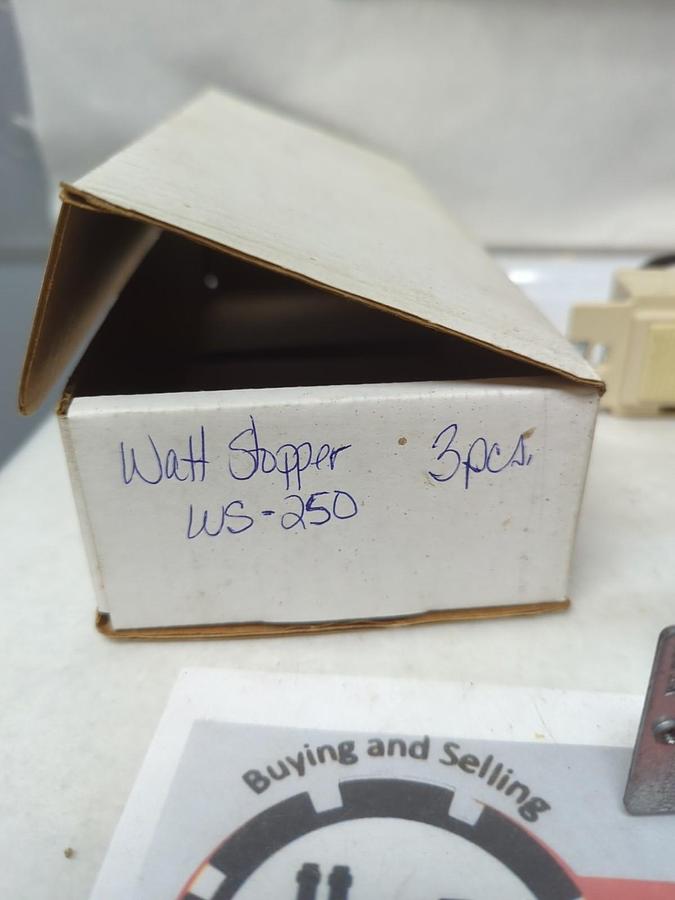 Watt Stopper 3pcs.
WS-250
Buying and Selling